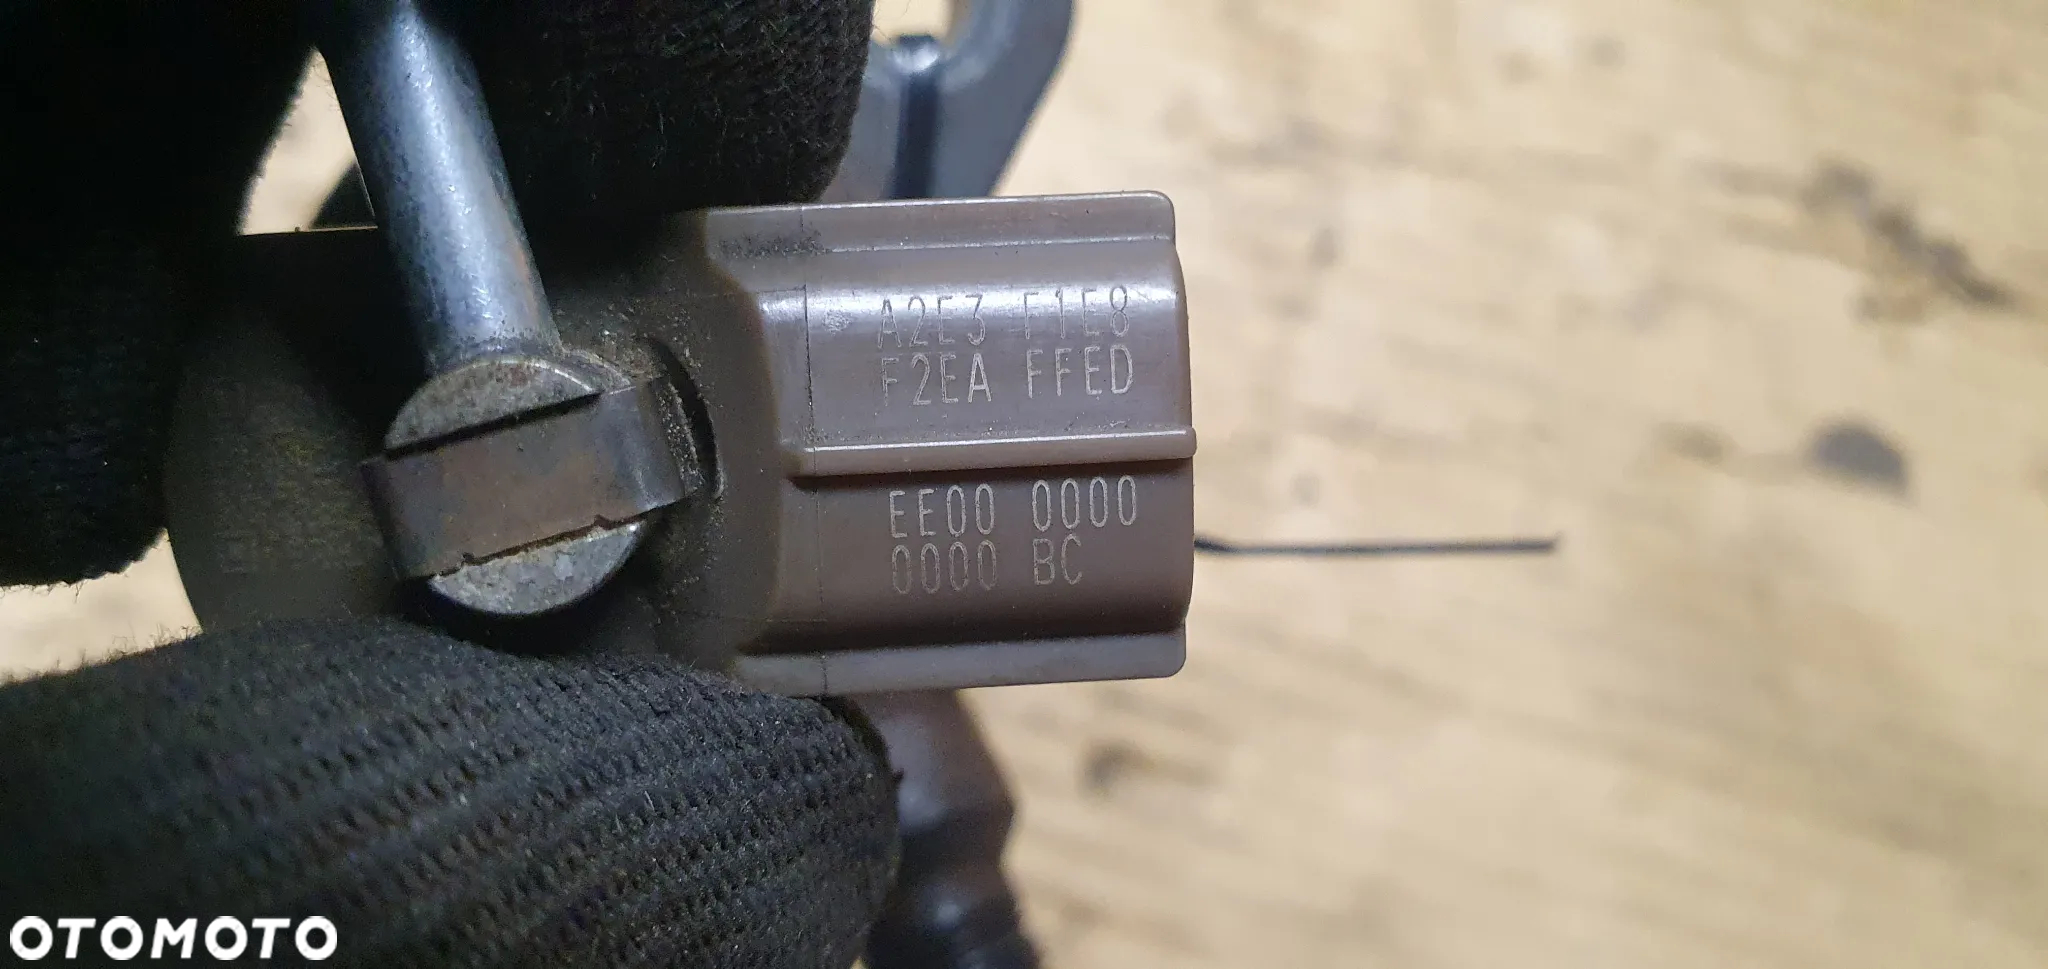 A2E3 F1E8
F2EA FFED
EE00 0000
0000 BC
OTOMOTO